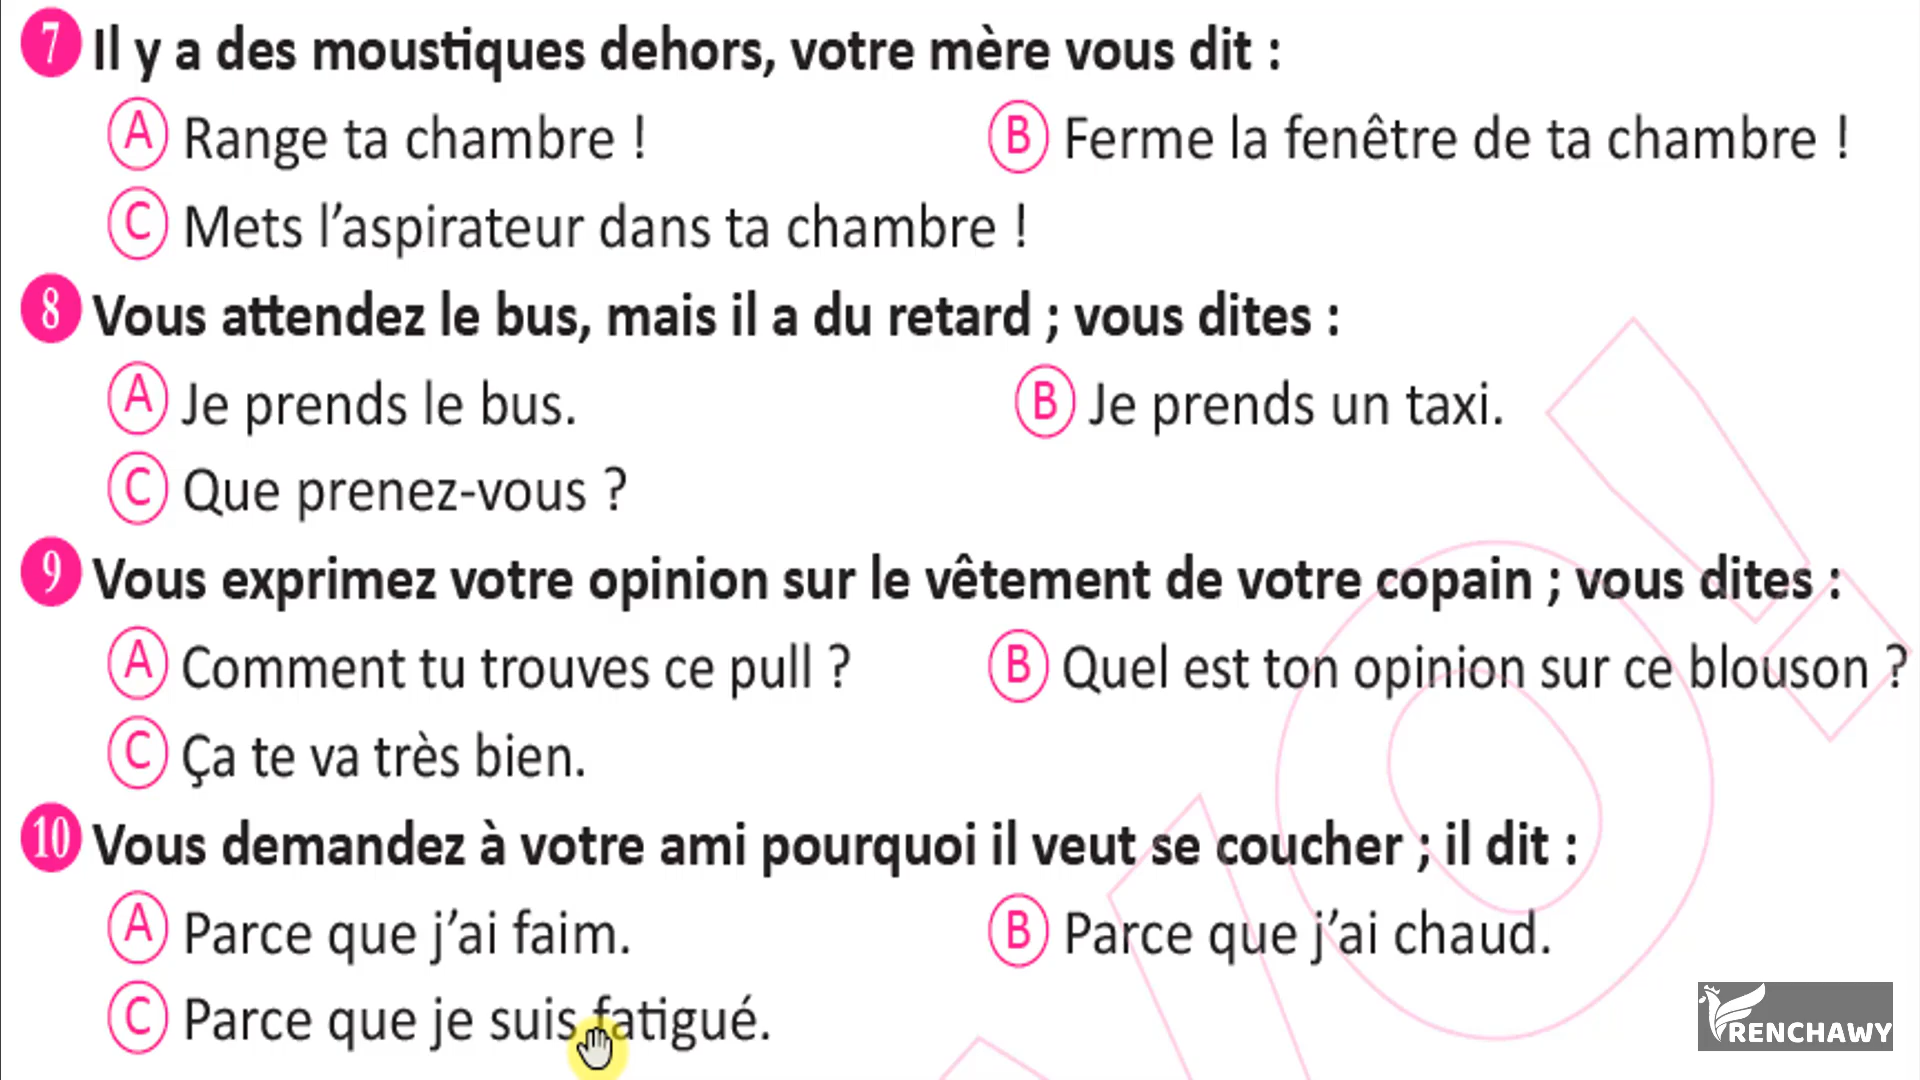 7 Il y a des moustiques dehors, votre mère vous dit :
A Range ta chambre ! B Ferme la fenêtre de ta chambre !
C Mets l’aspirateur dans ta chambre !
8 Vous attendez le bus, mais il a du retard ; vous dites :
A Je prends le bus. B Je prends un taxi.
C Que prenez-vous ?
9 Vous exprimez votre opinion sur le vêtement de votre copain ; vous dites :
A Comment tu trouves ce pull ? B Quel est ton opinion sur ce blouson ?
C Ça te va très bien.
10 Vous demandez à votre ami pourquoi il veut se coucher ; il dit :
A Parce que j’ai faim. B Parce que j’ai chaud.
C Parce que je suis fatigué.
FRENCHAWY